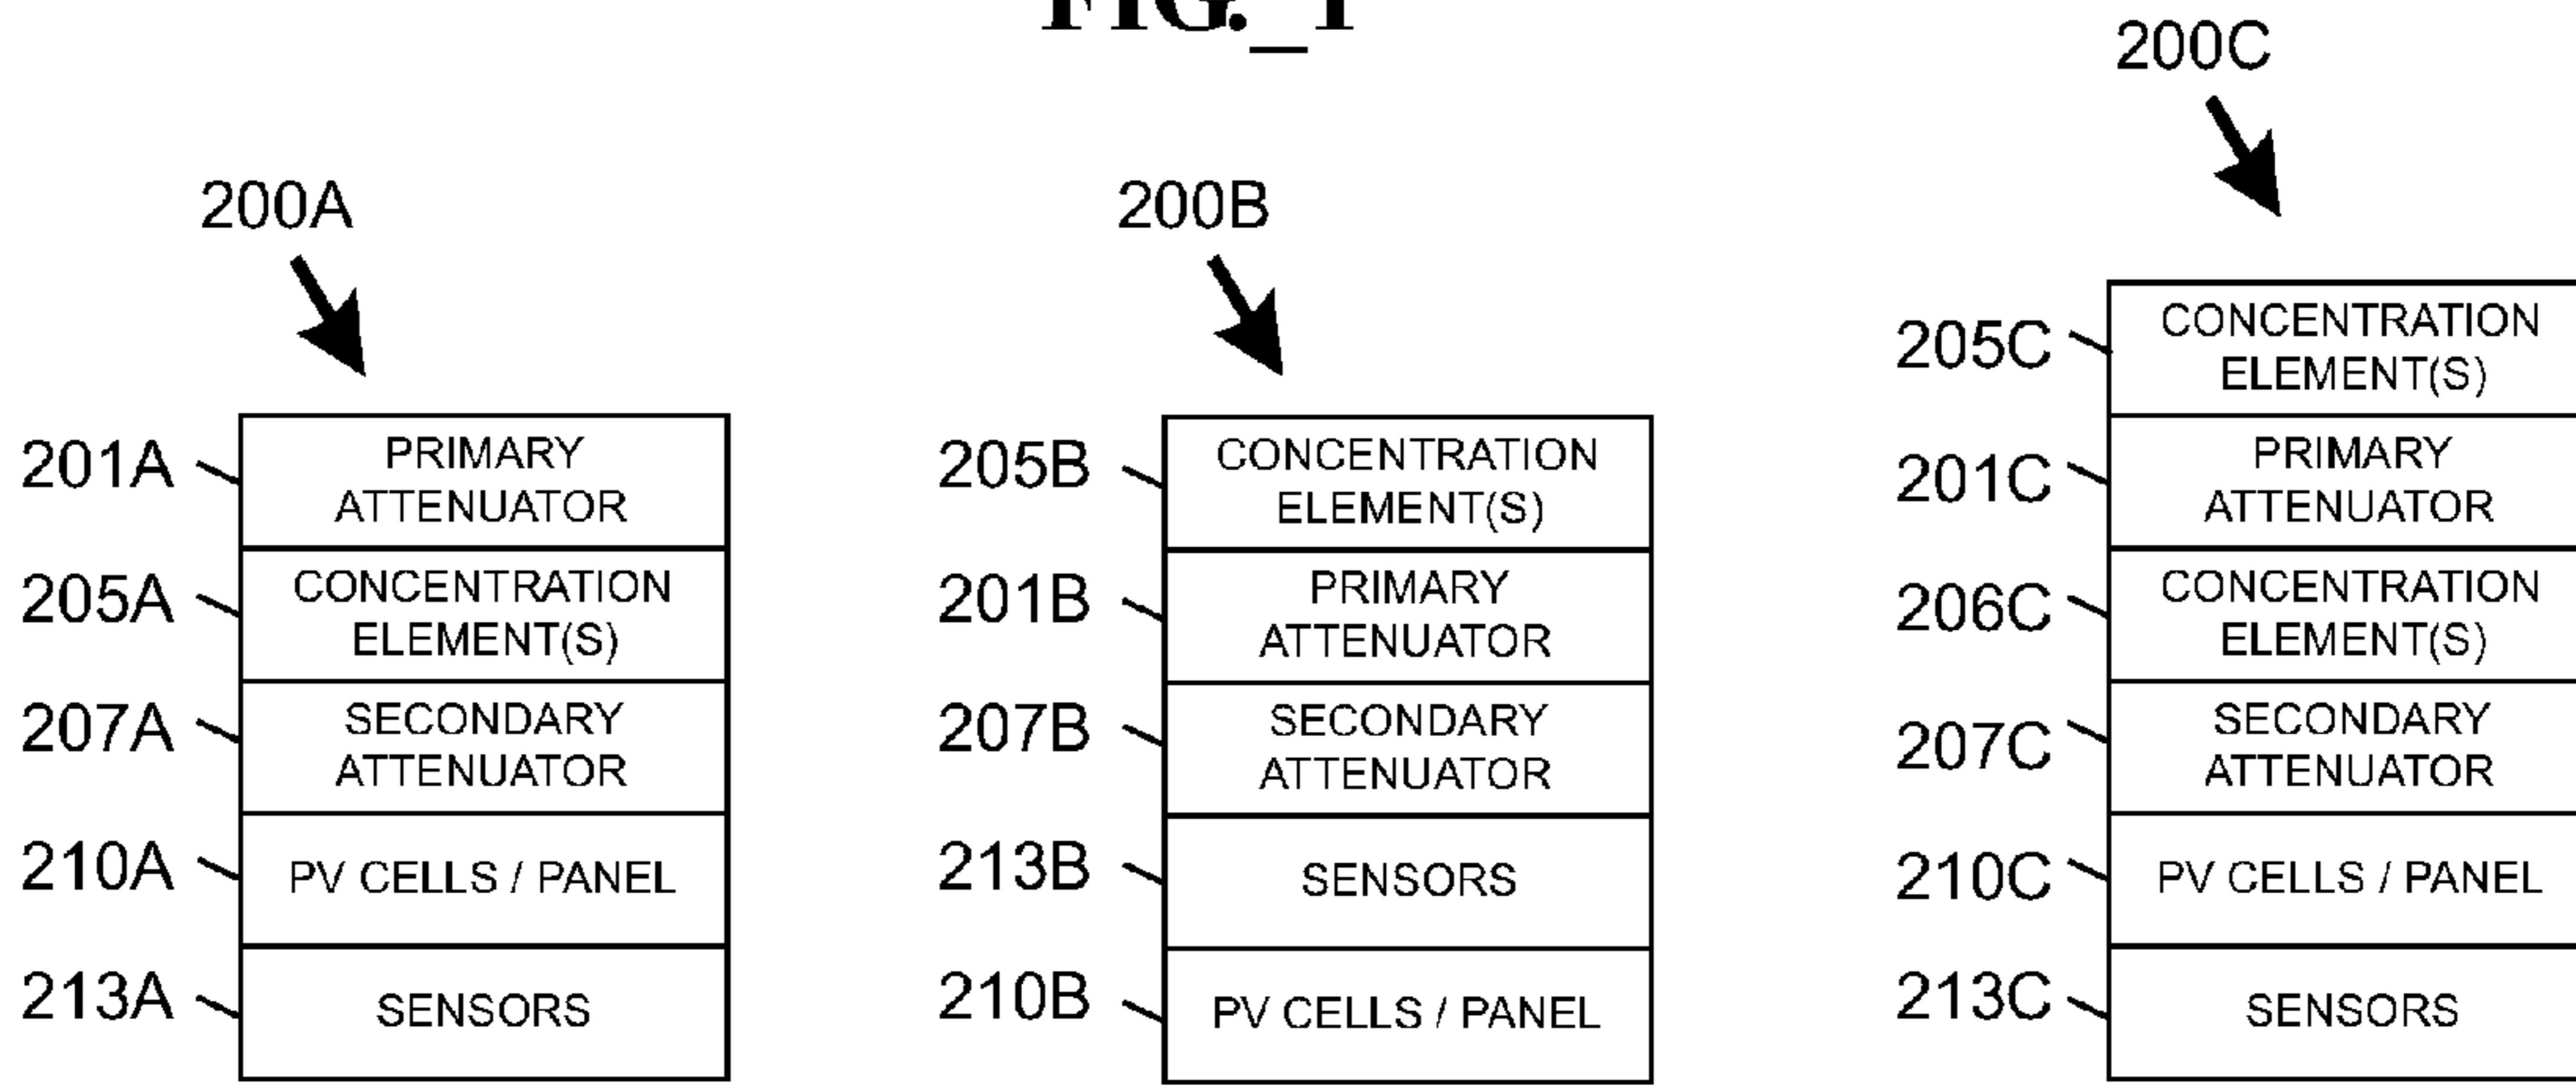 FIG._1
200A
201A
PRIMARY
ATTENUATOR
205A
CONCENTRATION
ELEMENT(S)
207A
SECONDARY
ATTENUATOR
210A
PV CELLS / PANEL
213A
SENSORS
200B
205B
CONCENTRATION
ELEMENT(S)
201B
PRIMARY
ATTENUATOR
207B
SECONDARY
ATTENUATOR
213B
SENSORS
210B
PV CELLS / PANEL
200C
205C
CONCENTRATION
ELEMENT(S)
201C
PRIMARY
ATTENUATOR
206C
CONCENTRATION
ELEMENT(S)
207C
SECONDARY
ATTENUATOR
210C
PV CELLS / PANEL
213C
SENSORS